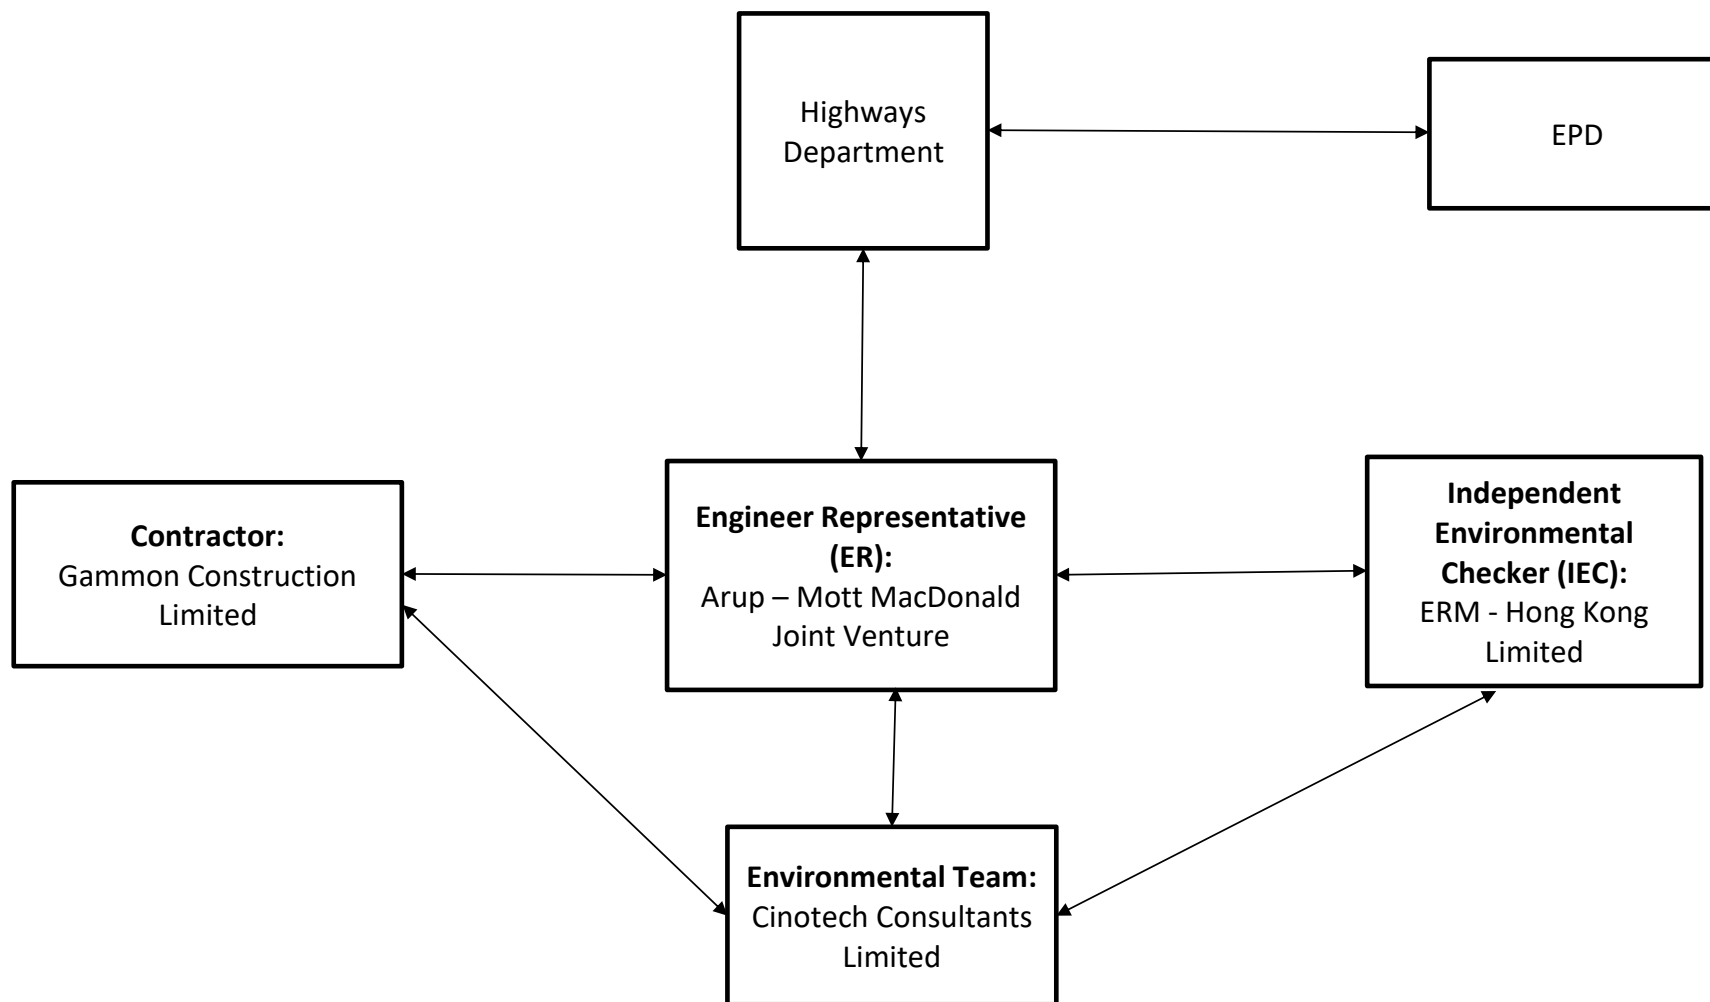 Highways
Department
EPD
Contractor:
Gammon Construction
Limited
Engineer Representative
(ER):
Arup – Mott MacDonald
Joint Venture
Independent
Environmental
Checker (IEC):
ERM - Hong Kong
Limited
Environmental Team:
Cinotech Consultants
Limited